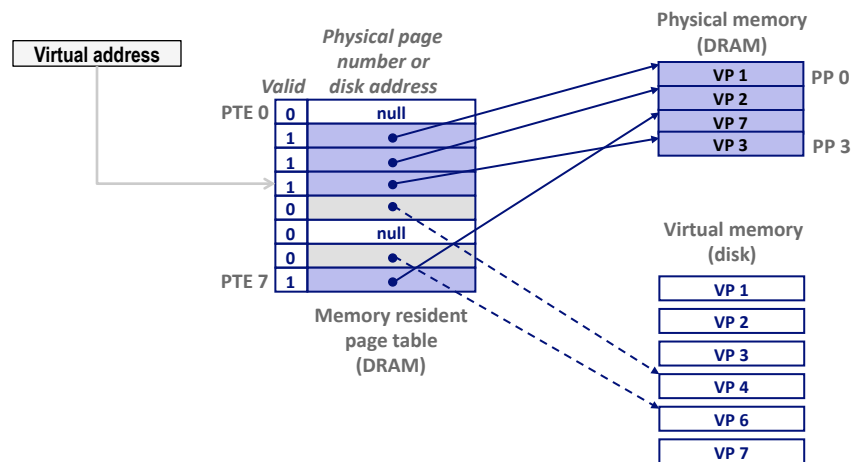 Virtual address
Physical page
number or
disk address
Valid
PTE 0
0
null
1
1
1
0
0
null
0
PTE 7
1
Memory resident
page table
(DRAM)
Physical memory
(DRAM)
VP 1
PP 0
VP 2
VP 7
VP 3
PP 3
Virtual memory
(disk)
VP 1
VP 2
VP 3
VP 4
VP 6
VP 7